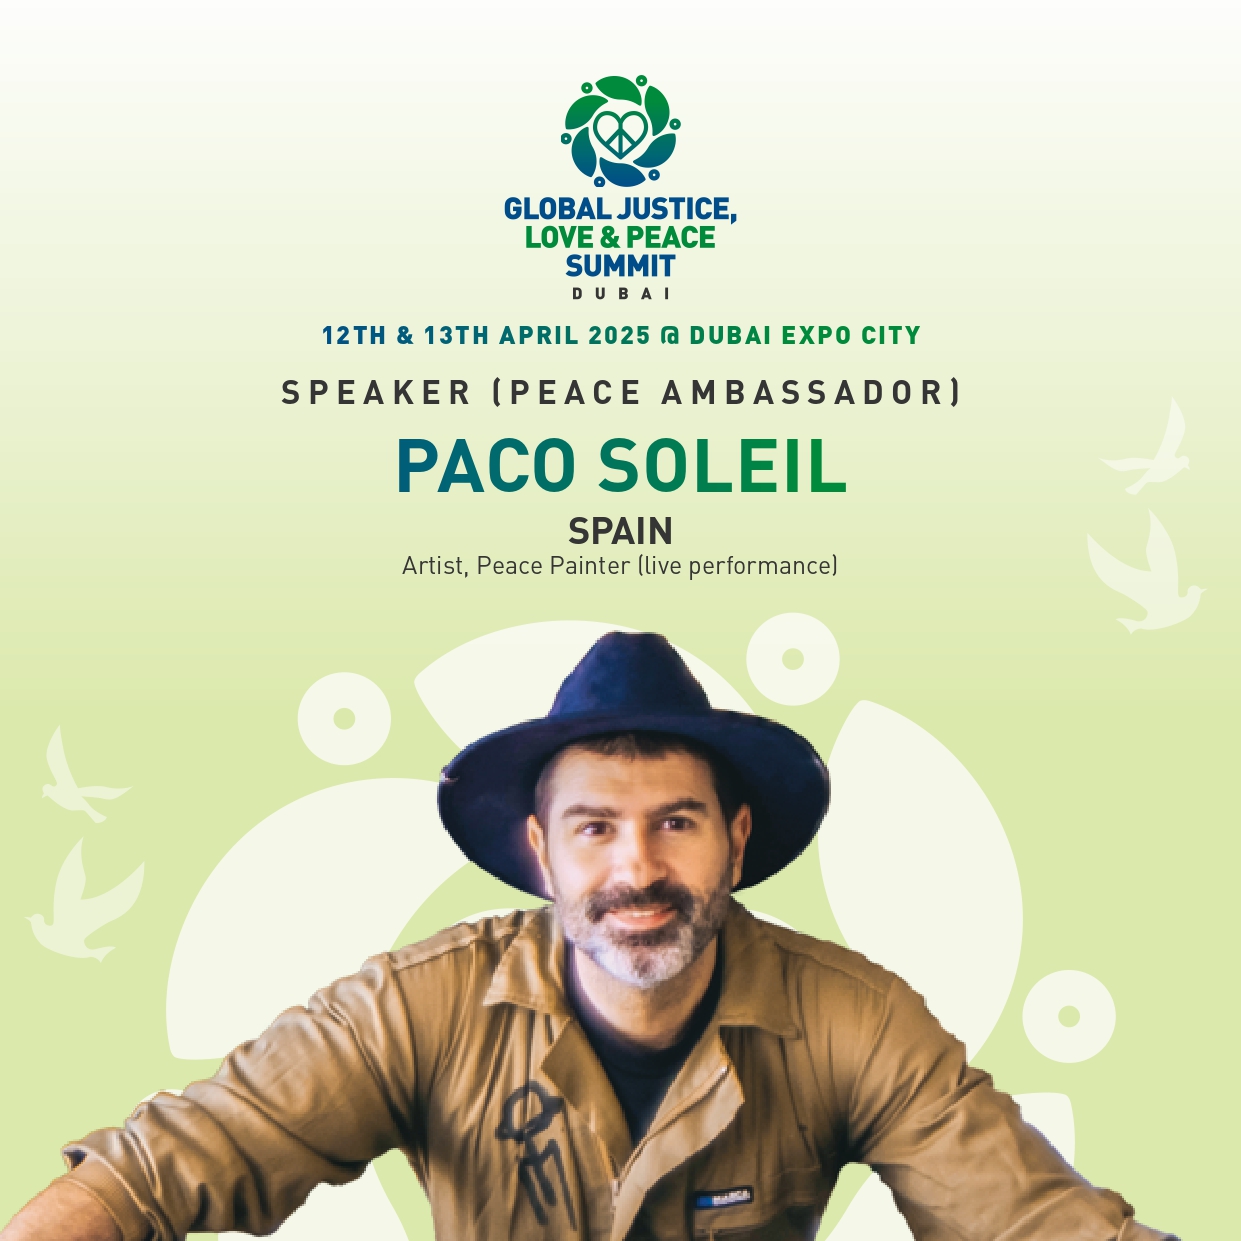 GLOBAL JUSTICE,
LOVE & PEACE
SUMMIT
DUBAI
12TH & 13TH APRIL 2025 @ DUBAI EXPO CITY
SPEAKER (PEACE AMBASSADOR)
PACO SOLEIL
SPAIN
Artist, Peace Painter (live performance)